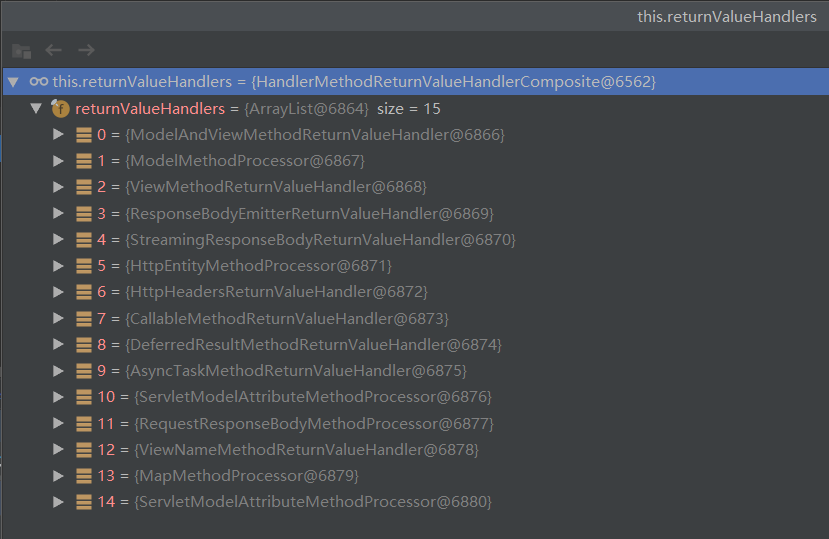 this.returnValueHandlers
this.returnValueHandlers = {HandlerMethodReturnValueHandlerComposite@6562}
f returnValueHandlers = {ArrayList@6864} size = 15
0 = {ModelAndViewMethodReturnValueHandler@6866}
1 = {ModelMethodProcessor@6867}
2 = {ViewMethodReturnValueHandler@6868}
3 = {ResponseBodyEmitterReturnValueHandler@6869}
4 = {StreamingResponseBodyReturnValueHandler@6870}
5 = {HttpEntityMethodProcessor@6871}
6 = {HttpHeadersReturnValueHandler@6872}
7 = {CallableMethodReturnValueHandler@6873}
8 = {DeferredResultMethodReturnValueHandler@6874}
9 = {AsyncTaskMethodReturnValueHandler@6875}
10 = {ServletModelAttributeMethodProcessor@6876}
11 = {RequestResponseBodyMethodProcessor@6877}
12 = {ViewNameMethodReturnValueHandler@6878}
13 = {MapMethodProcessor@6879}
14 = {ServletModelAttributeMethodProcessor@6880}